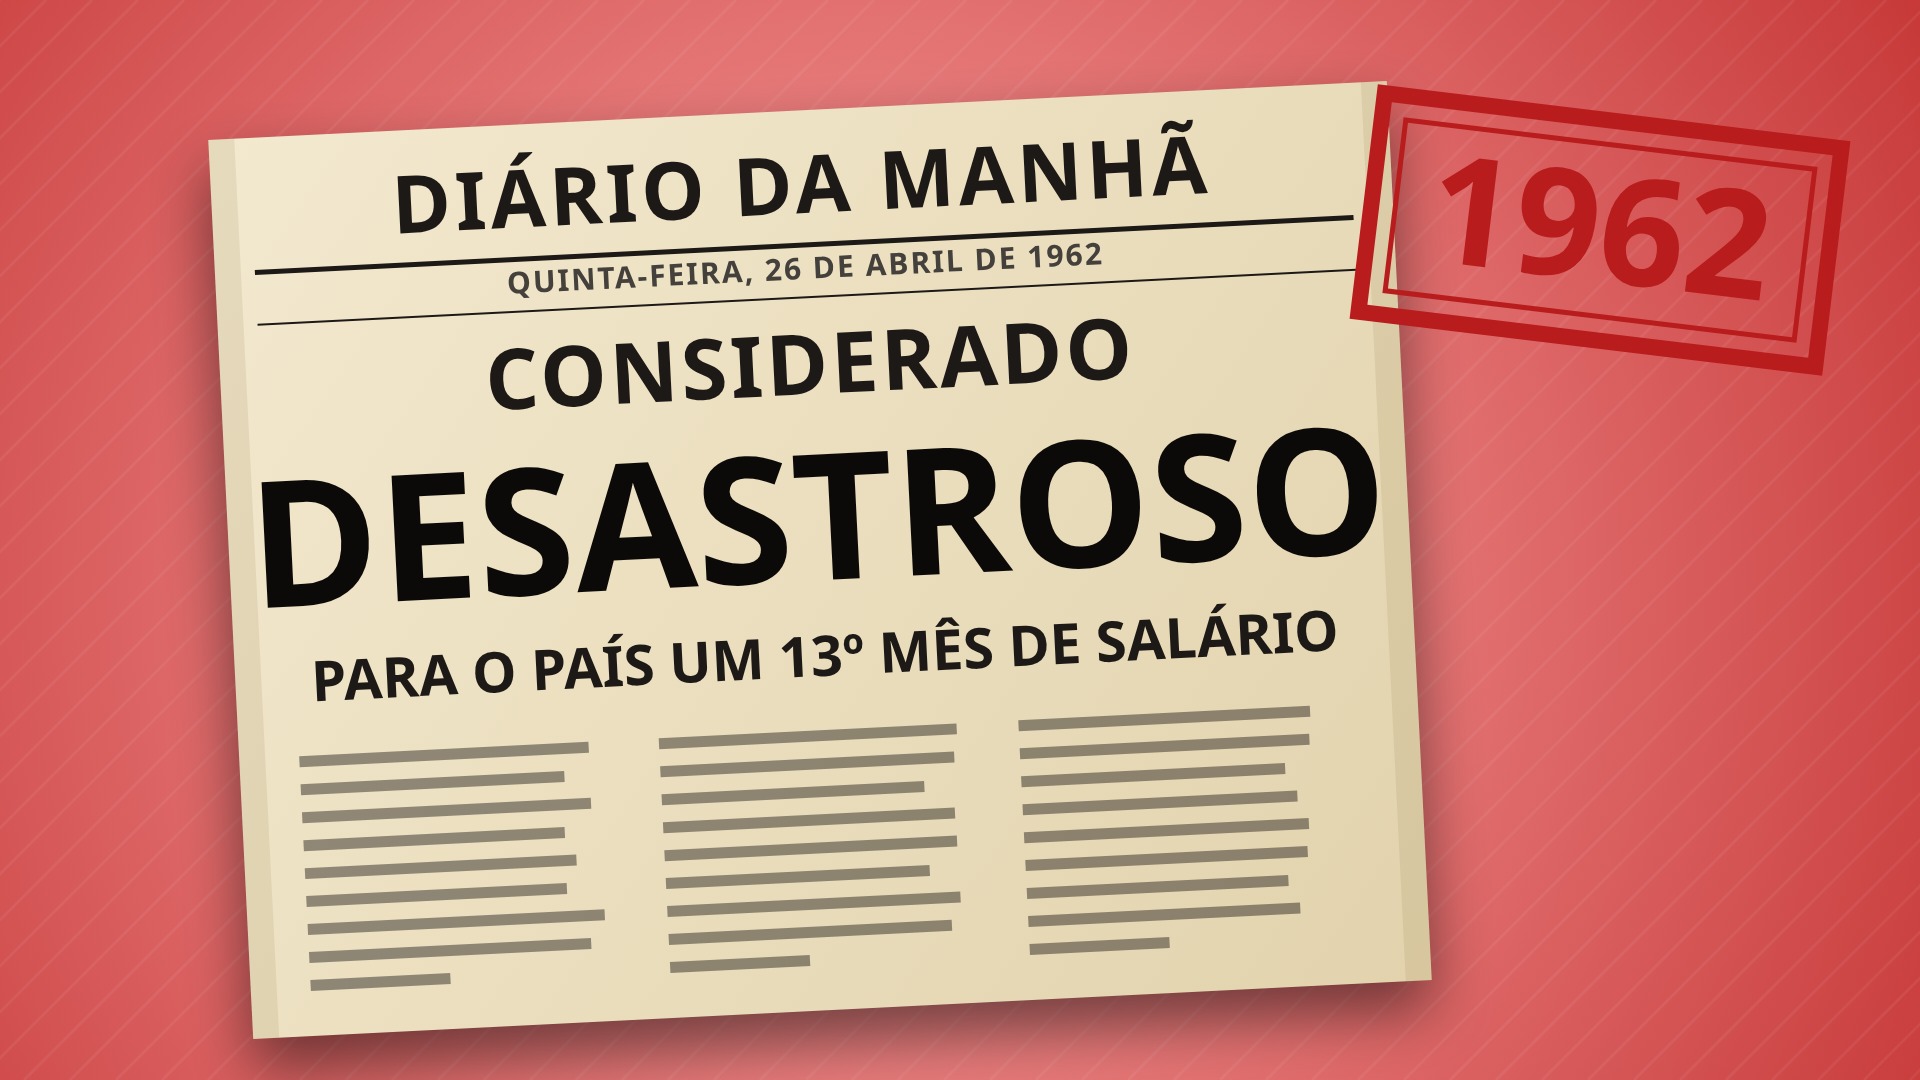 DIÁRIO DA MANHÃ
QUINTA-FEIRA, 26 DE ABRIL DE 1962
CONSIDERADO
DESASTROSO
PARA O PAÍS UM 13º MÊS DE SALÁRIO
1962